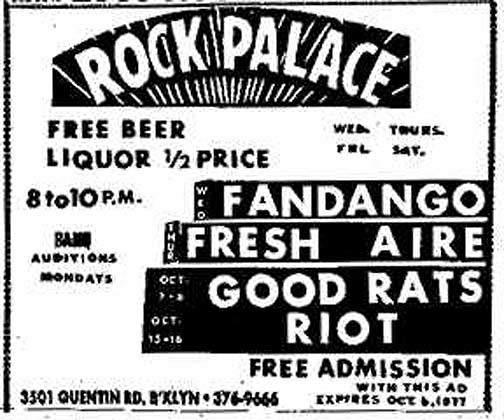 ROCK PALACE
FREE BEER
LIQUOR 1/2 PRICE
WED. THURS.
FRI. SAT.
8 to 10 P.M.
BAND
AUDITIONS
MONDAYS
WED FANDANGO
THUR. FRESH AIRE
OCT. 7-8 GOOD RATS
OCT. 15-16 RIOT
FREE ADMISSION
WITH THIS AD
EXPIRES OCT 6, 1977
3501 QUENTIN RD, B'KLYN • 376-9666